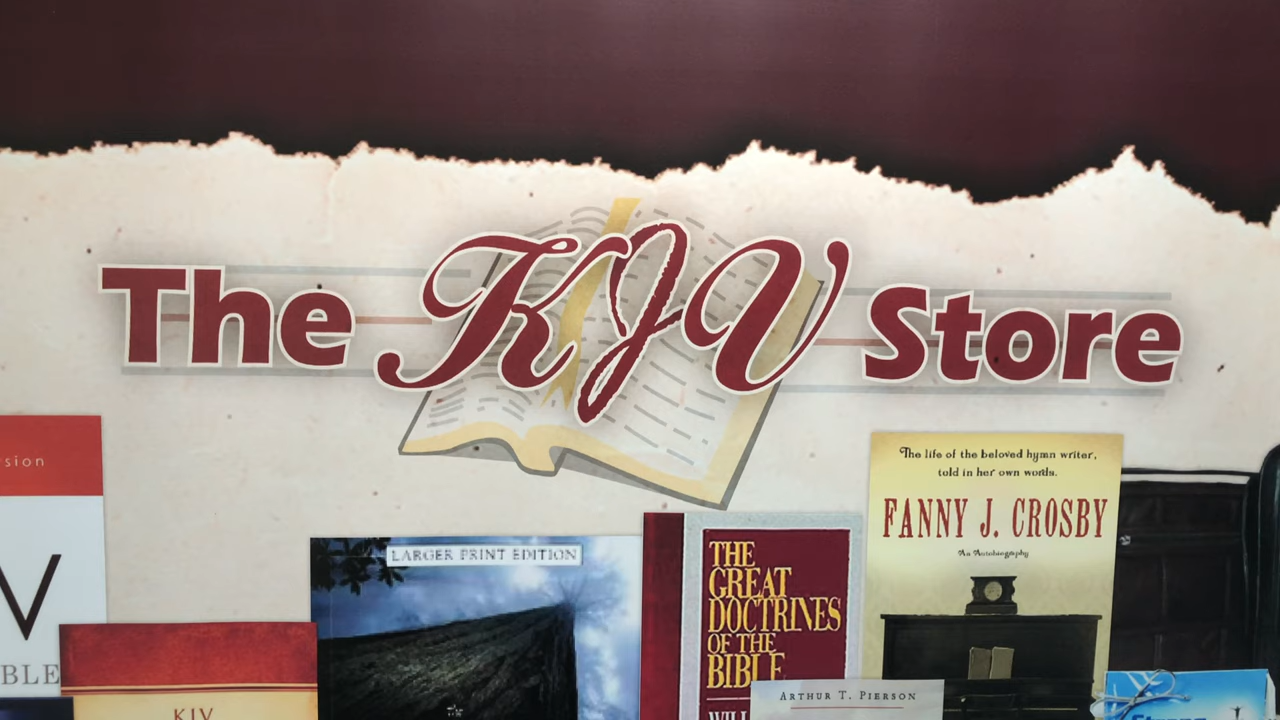 The KJV Store
sion
V
BLE
KJV
LARGER PRINT EDITION
THE
GREAT
DOCTRINES
OF THE
BIBLE
WILL
ARTHUR T. PIERSON
The life of the beloved hymn writer,
told in her own words.
FANNY J. CROSBY
An Autobiography